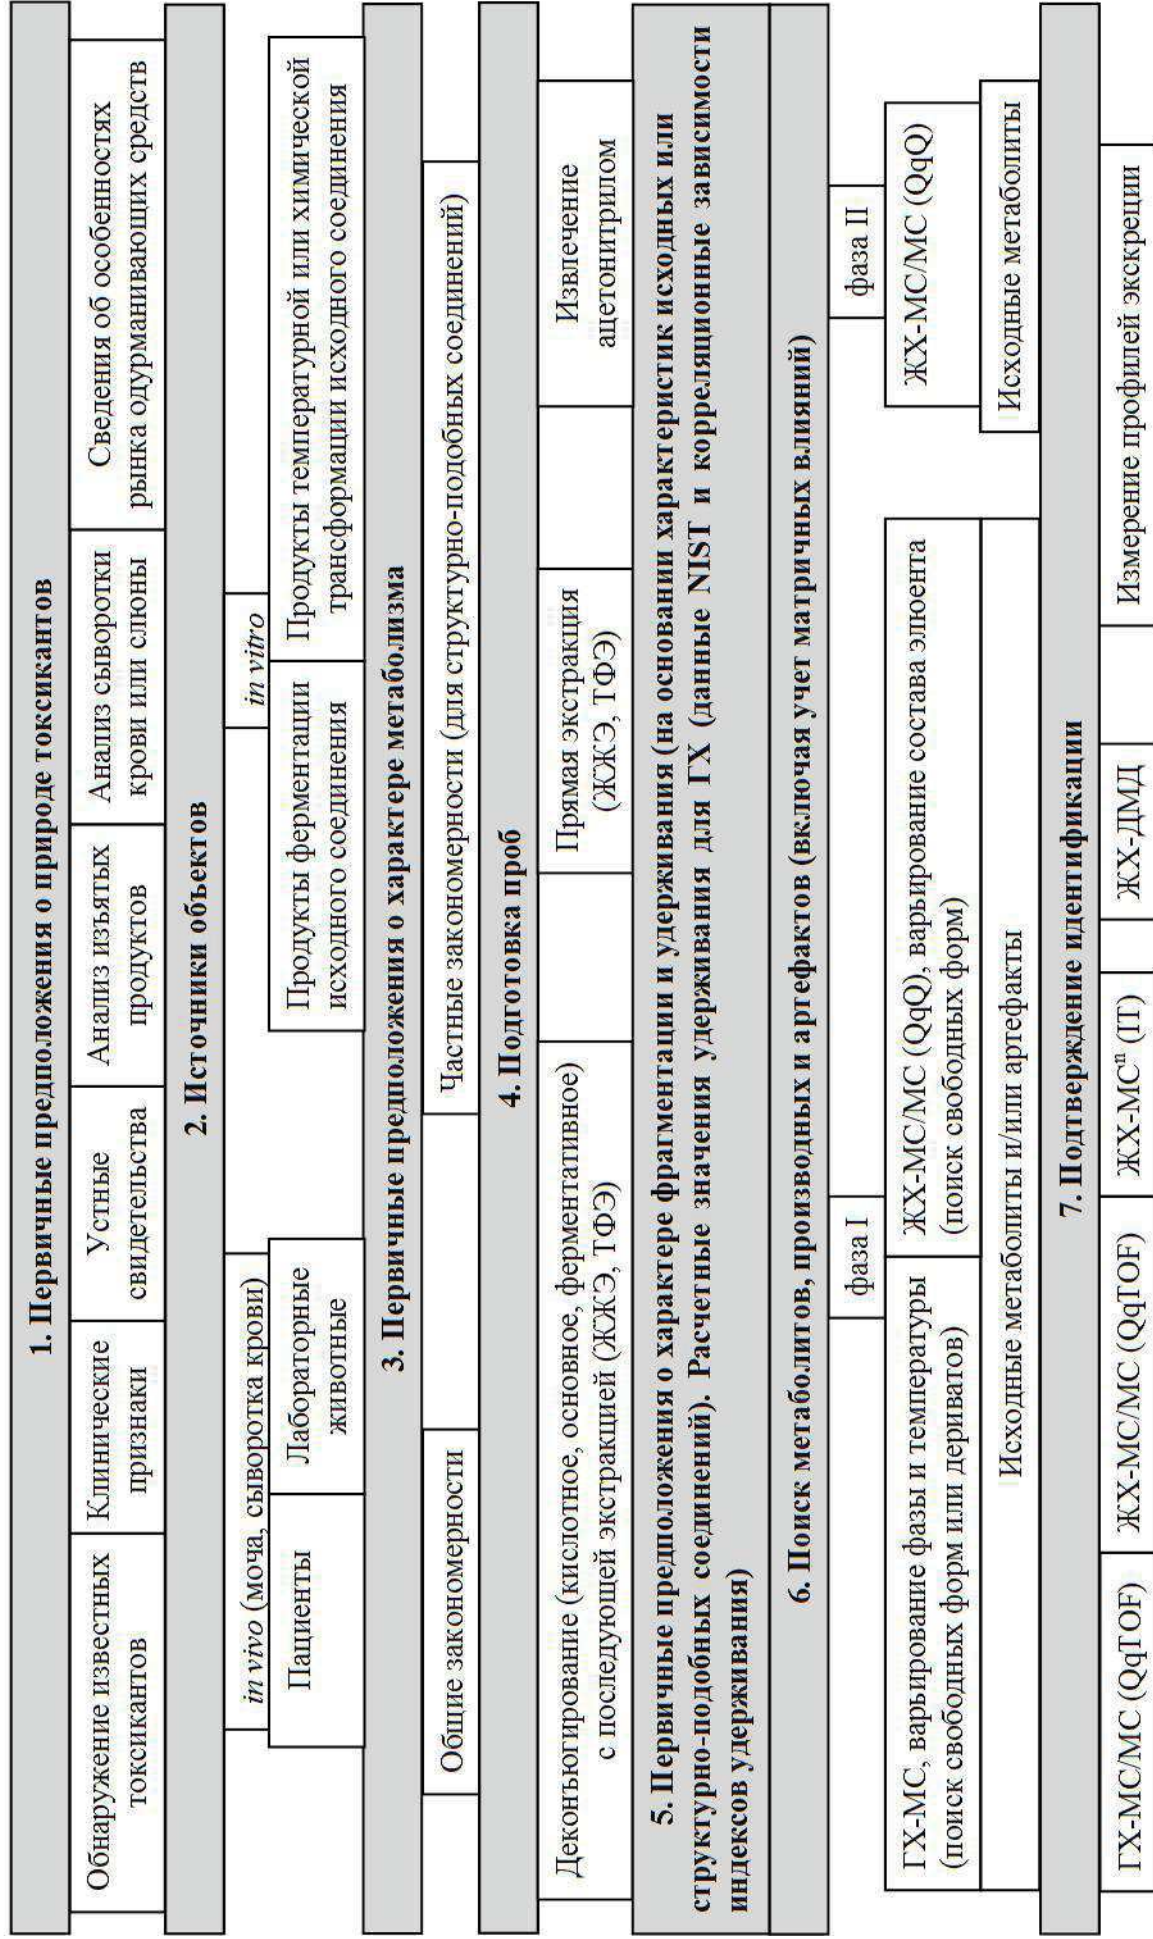 1. Первичные предположения о природе токсикантов
Обнаружение известных
токсикантов
Клинические
признаки
Устные
свидетельства
Анализ изъятых
продуктов
Анализ сыворотки
крови или слюны
Сведения об особенностях
рынка одурманивающих средств
2. Источники объектов
in vivo (моча, сыворотка крови)
in vitro
Пациенты
Лабораторные
животные
Продукты ферментации
исходного соединения
Продукты температурной или химической
трансформации исходного соединения
3. Первичные предположения о характере метаболизма
Общие закономерности
Частные закономерности (для структурно-подобных соединений)
4. Подготовка проб
Деконъюгирование (кислотное, основное, ферментативное)
с последующей экстракцией (ЖЖЭ, ТФЭ)
Прямая экстракция
(ЖЖЭ, ТФЭ)
Извлечение
ацетонитрилом
5. Первичные предположения о характере фрагментации и удерживания (на основании характеристик исходных или
структурно-подобных соединений). Расчетные значения удерживания для ГХ (данные NIST и корреляционные зависимости
индексов удерживания)
6. Поиск метаболитов, производных и артефактов (включая учет матричных влияний)
фаза I
фаза II
ГХ-МС, варьирование фазы и температуры
(поиск свободных форм или дериватов)
ЖХ-МС/МС (QqQ), варьирование состава элюента
(поиск свободных форм)
ЖХ-МС/МС (QqQ)
Исходные метаболиты и/или артефакты
Исходные метаболиты
7. Подтверждение идентификации
ГХ-МС/МС (QqTOF)
ЖХ-МС/МС (QqTOF)
ЖХ-МСⁿ (IT)
ЖХ-ДМД
Измерение профилей экскреции